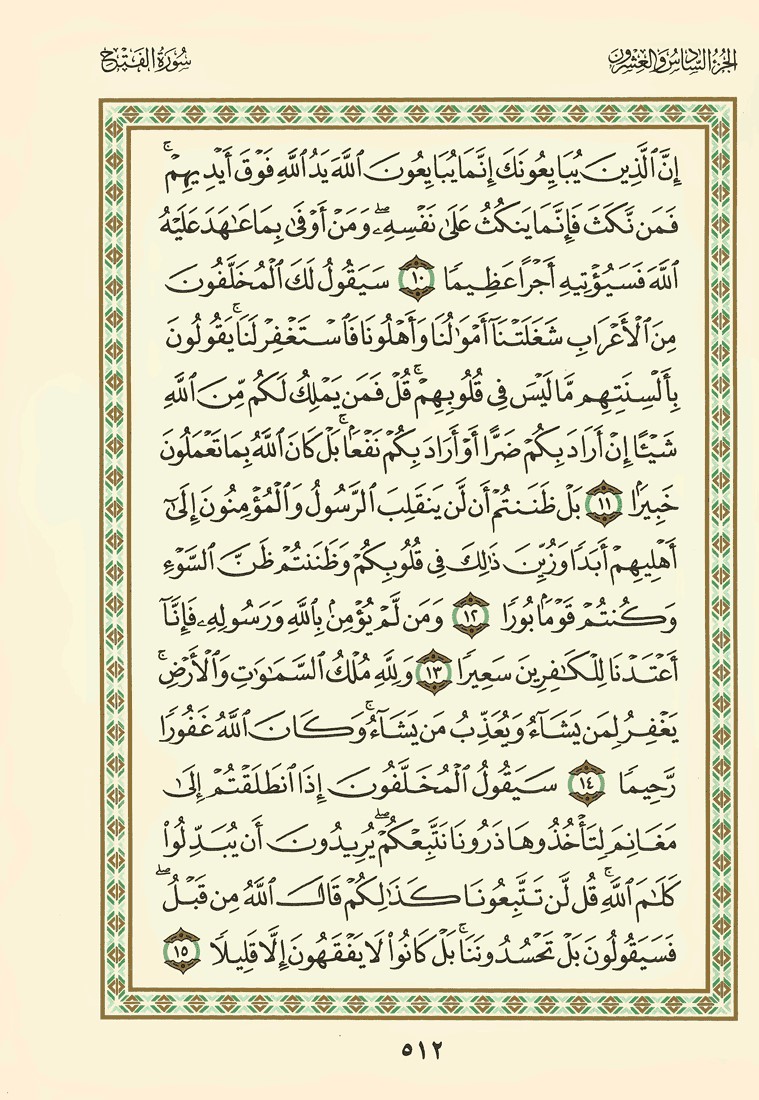 الجزء السادس والعشرون
سورة الفتح
إِنَّ ٱلَّذِينَ يُبَايِعُونَكَ إِنَّمَا يُبَايِعُونَ ٱللَّهَ يَدُ ٱللَّهِ فَوْقَ أَيْدِيهِمْۚ
فَمَن نَّكَثَ فَإِنَّمَا يَنكُثُ عَلَىٰ نَفْسِهِۦۖ وَمَنْ أَوْفَىٰ بِمَا عَـٰهَدَ عَلَيْهُ
ٱللَّهَ فَسَيُؤْتِيهِ أَجْرًا عَظِيمًا ١٠ سَيَقُولُ لَكَ ٱلْمُخَلَّفُونَ
مِنَ ٱلْأَعْرَابِ شَغَلَتْنَآ أَمْوَٰلُنَا وَأَهْلُونَا فَٱسْتَغْفِرْ لَنَاۚ يَقُولُونَ
بِأَلْسِنَتِهِم مَّا لَيْسَ فِى قُلُوبِهِمْۚ قُلْ فَمَن يَمْلِكُ لَكُم مِّنَ ٱللَّهِ
شَيْـًٔا إِنْ أَرَادَ بِكُمْ ضَرًّا أَوْ أَرَادَ بِكُمْ نَفْعَۢاۚ بَلْ كَانَ ٱللَّهُ بِمَا تَعْمَلُونَ
خَبِيرَۢا ١١ بَلْ ظَنَنتُمْ أَن لَّن يَنقَلِبَ ٱلرَّسُولُ وَٱلْمُؤْمِنُونَ إِلَىٰٓ
أَهْلِيهِمْ أَبَدًا وَزُيِّنَ ذَٰلِكَ فِى قُلُوبِكُمْ وَظَنَنتُمْ ظَنَّ ٱلسَّوْءِ
وَكُنتُمْ قَوْمَۢا بُورًا ١٢ وَمَن لَّمْ يُؤْمِنۢ بِٱللَّهِ وَرَسُولِهِۦ فَإِنَّآ
أَعْتَدْنَا لِلْكَـٰفِرِينَ سَعِيرًا ١٣ وَلِلَّهِ مُلْكُ ٱلسَّمَـٰوَٰتِ وَٱلْأَرْضِۚ
يَغْفِرُ لِمَن يَشَآءُ وَيُعَذِّبُ مَن يَشَآءُۚ وَكَانَ ٱللَّهُ غَفُورًا
رَّحِيمًا ١٤ سَيَقُولُ ٱلْمُخَلَّفُونَ إِذَا ٱنطَلَقْتُمْ إِلَىٰ
مَغَانِمَ لِتَأْخُذُوهَا ذَرُونَا نَتَّبِعْكُمْۖ يُرِيدُونَ أَن يُبَدِّلُوا۟
كَلَـٰمَ ٱللَّهِۚ قُل لَّن تَتَّبِعُونَا كَذَٰلِكُمْ قَالَ ٱللَّهُ مِن قَبْلُۖ
فَسَيَقُولُونَ بَلْ تَحْسُدُونَنَاۚ بَلْ كَانُوا۟ لَا يَفْقَهُونَ إِلَّا قَلِيلًا ١٥
٥١٢